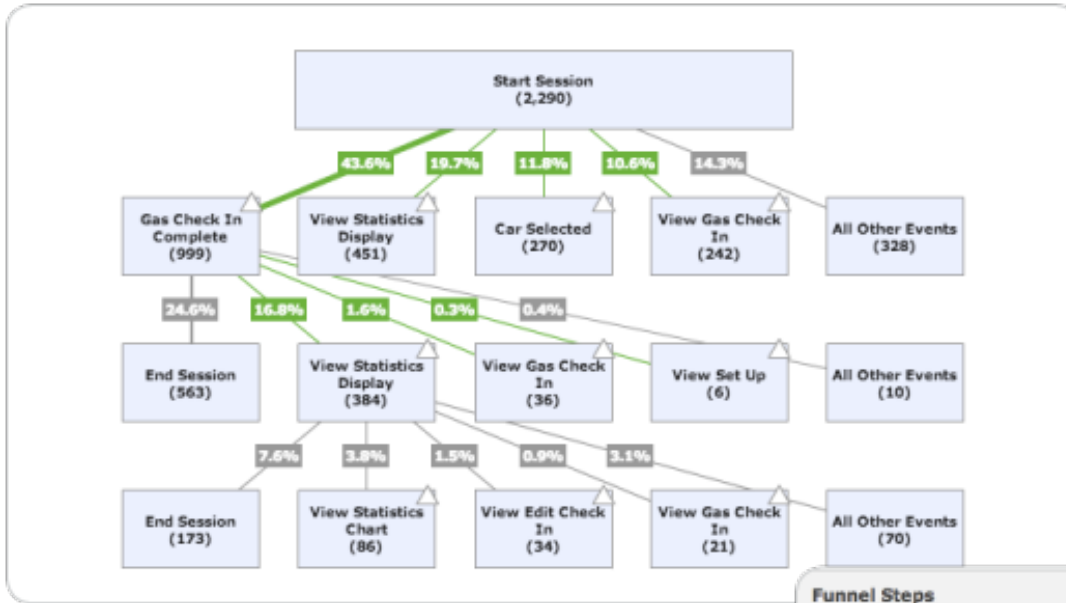 Start Session
(2,290)
43.6%
19.7%
11.8%
10.6%
14.3%
Gas Check In
Complete
(999)
View Statistics
Display
(451)
Car Selected
(270)
View Gas Check
In
(242)
All Other Events
(328)
24.6%
16.8%
1.6%
0.3%
0.4%
End Session
(563)
View Statistics
Display
(384)
View Gas Check
In
(36)
View Set Up
(6)
All Other Events
(10)
7.6%
3.8%
1.5%
0.9%
3.1%
End Session
(173)
View Statistics
Chart
(86)
View Edit Check
In
(34)
View Gas Check
In
(21)
All Other Events
(70)
Funnel Steps